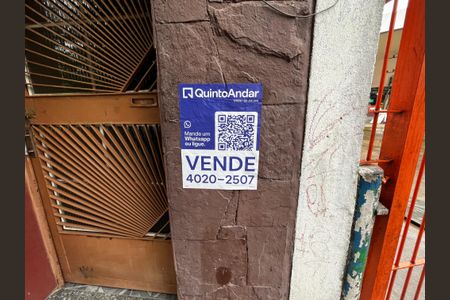 QuintoAndar
Mande um
Whatsapp
ou ligue.
VENDE
4020-2507